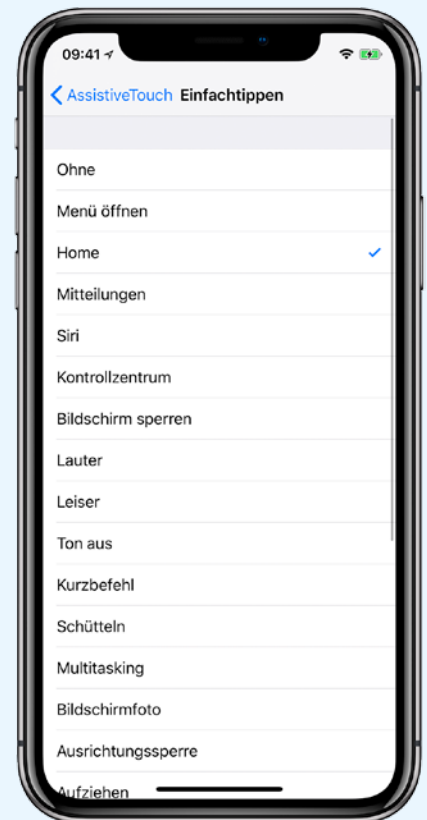 09:41
AssistiveTouch Einfachtippen
Ohne
Menü öffnen
Home
Mitteilungen
Siri
Kontrollzentrum
Bildschirm sperren
Lauter
Leiser
Ton aus
Kurzbefehl
Schütteln
Multitasking
Bildschirmfoto
Ausrichtungssperre
Aufziehen